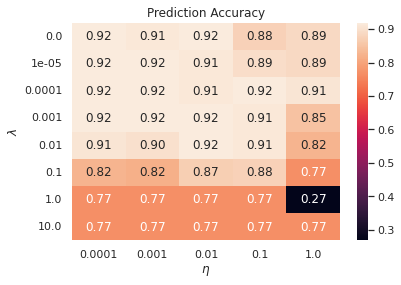 Prediction Accuracy
0.0 0.92 0.91 0.92 0.88 0.89
1e-05 0.92 0.92 0.91 0.89 0.89
0.0001 0.92 0.92 0.91 0.92 0.91
0.001 0.92 0.92 0.91 0.91 0.85
0.01 0.91 0.90 0.92 0.91 0.82
0.1 0.82 0.82 0.87 0.88 0.77
1.0 0.77 0.77 0.77 0.77 0.27
10.0 0.77 0.77 0.77 0.77 0.77
0.0001 0.001 0.01 0.1 1.0
η
λ
0.9
0.8
0.7
0.6
0.5
0.4
0.3